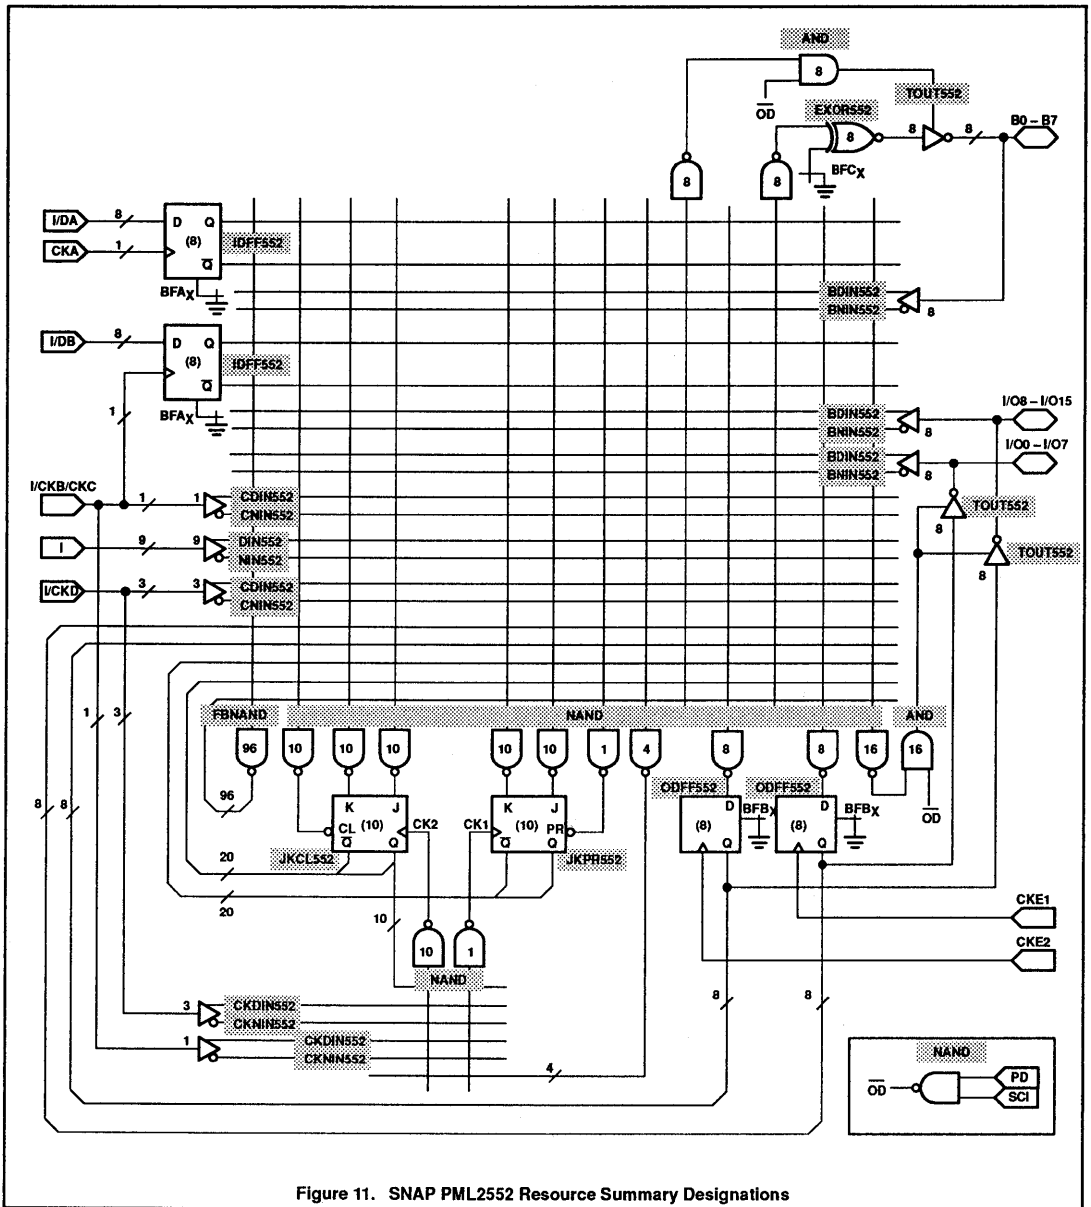 AND
8
OD
TOUT552
EXOR552
8
8
8
B0 – B7
BFCX
8
8
I/DA
8
D Q
(8)
Q
IDFF552
CKA
1
BFAX
BDIN552
BNIN552
8
I/DB
8
D Q
(8)
Q
IDFF552
BFAX
1
BDIN552
BNIN552
8
I/O8 – I/O15
BDIN552
BNIN552
8
I/O0 – I/O7
I/CKB/CKC
1
1
CDIN552
CNIN552
TOUT552
8
I
9
9
DIN552
NIN552
TOUT552
8
I/CKD
3
3
CDIN552
CNIN552
1
3
FBNAND
NAND
AND
96
10
10
10
10
10
1
4
8
8
16
16
96
8
8
K J
CL (10)
Q
CK2
JKCL552
CK1
K J
(10) PR
Q Q
JKPR552
ODFF552
D
(8)
Q
BFBX
ODFF552
D
(8)
Q
BFBX
OD
20
20
10
10
1
NAND
CKE1
CKE2
8
8
3
CKDIN552
CKNIN552
1
CKDIN552
CKNIN552
4
NAND
OD
PD
SCI
Figure 11. SNAP PML2552 Resource Summary Designations